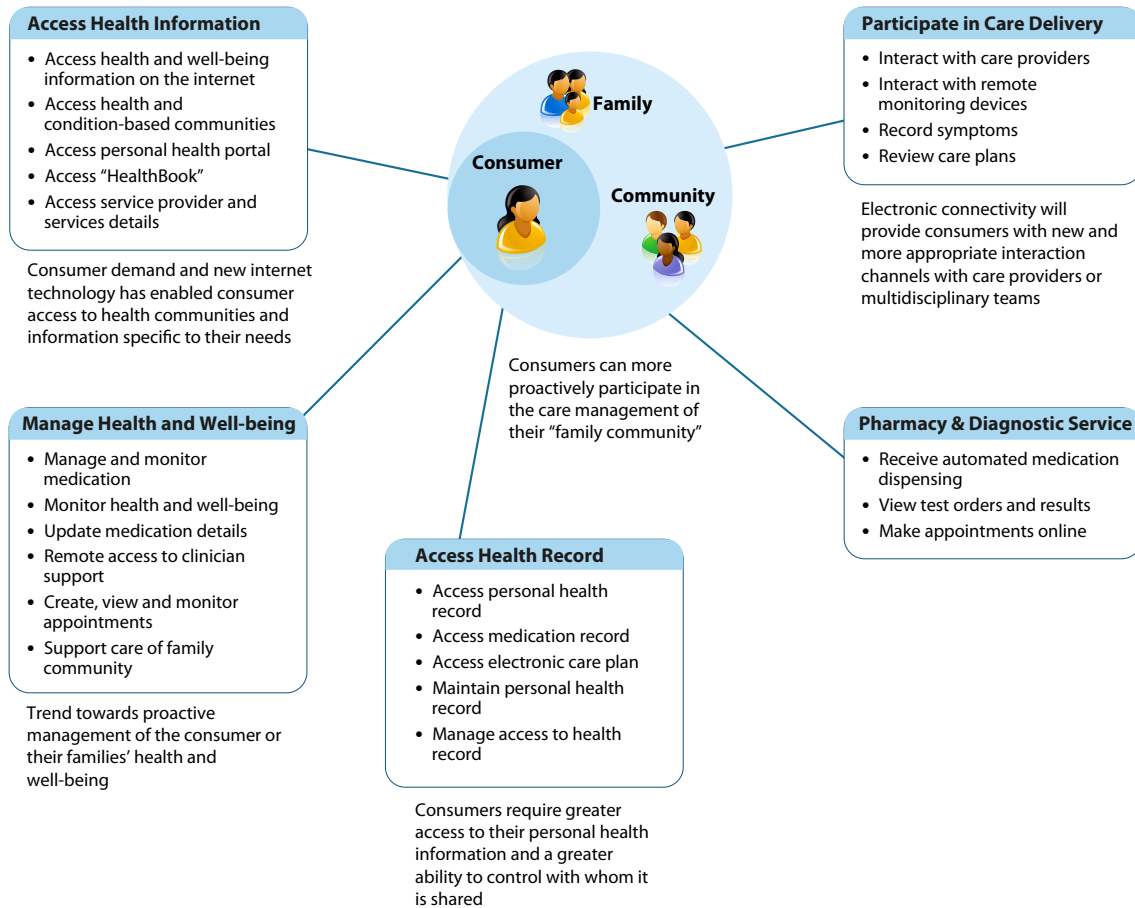 Access Health Information
• Access health and well-being
information on the internet
• Access health and
condition-based communities
• Access personal health portal
• Access “HealthBook”
• Access service provider and
services details
Consumer demand and new internet
technology has enabled consumer
access to health communities and
information specific to their needs
Family
Consumer
Community
Consumers can more
proactively participate in
the care management of
their “family community”
Participate in Care Delivery
• Interact with care providers
• Interact with remote
monitoring devices
• Record symptoms
• Review care plans
Electronic connectivity will
provide consumers with new and
more appropriate interaction
channels with care providers or
multidisciplinary teams
Manage Health and Well-being
• Manage and monitor
medication
• Monitor health and well-being
• Update medication details
• Remote access to clinician
support
• Create, view and monitor
appointments
• Support care of family
community
Trend towards proactive
management of the consumer or
their families’ health and
well-being
Access Health Record
• Access personal health
record
• Access medication record
• Access electronic care plan
• Maintain personal health
record
• Manage access to health
record
Consumers require greater
access to their personal health
information and a greater
ability to control with whom it
is shared
Pharmacy & Diagnostic Service
• Receive automated medication
dispensing
• View test orders and results
• Make appointments online